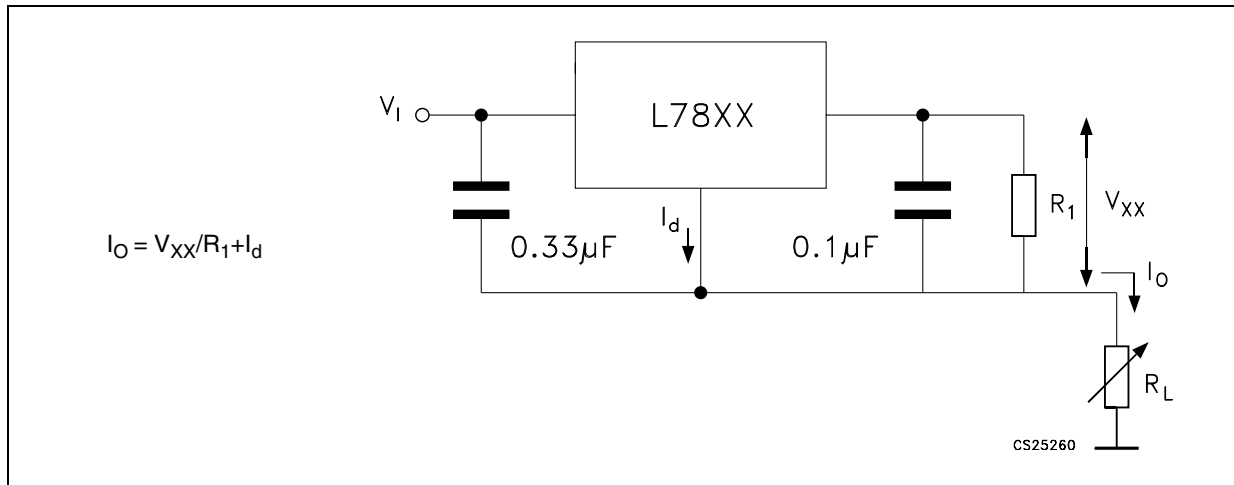 L78XX
V_I
I_d
R_1
V_XX
0.33µF
0.1µF
I_O = V_XX/R_1+I_d
I_O
R_L
CS25260